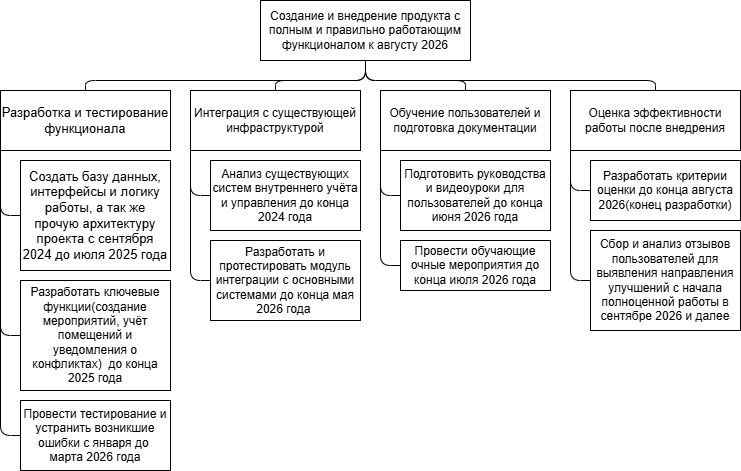 Создание и внедрение продукта с
полным и правильно работающим
функционалом к августу 2026
Разработка и тестирование
функционала
Создать базу данных,
интерфейсы и логику
работы, а так же
прочую архитектуру
проекта с сентября
2024 до июля 2025 года
Разработать ключевые
функции(создание
мероприятий, учёт
помещений и
уведомления о
конфликтах)  до конца
2025 года
Провести тестирование и
устранить возникшие
ошибки с января до
марта 2026 года
Интеграция с существующей
инфраструктурой
Анализ существующих
систем внутреннего учёта
и управления до конца
2024 года
Разработать и
протестировать модуль
интеграции с основными
системами до конца мая
2026 года
Обучение пользователей и
подготовка документации
Подготовить руководства
и видеоуроки для
пользователей до конца
июня 2026 года
Провести обучающие
очные мероприятия до
конца июля 2026 года
Оценка эффективности
работы после внедрения
Разработать критерии
оценки до конца августа
2026(конец разработки)
Сбор и анализ отзывов
пользователей для
выявления направления
улучшений с начала
полноценной работы в
сентябре 2026 и далее